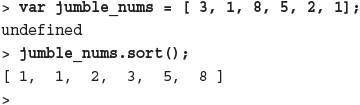 > var jumble_nums = [ 3, 1, 8, 5, 2, 1];
undefined
> jumble_nums.sort();
[ 1, 1, 2, 3, 5, 8 ]
>